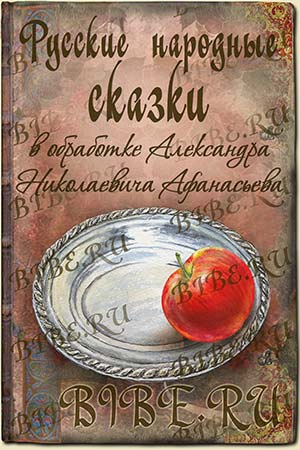 Русские народные
сказки
в обработке Александра
Николаевича Афанасьева
BIBE.RU